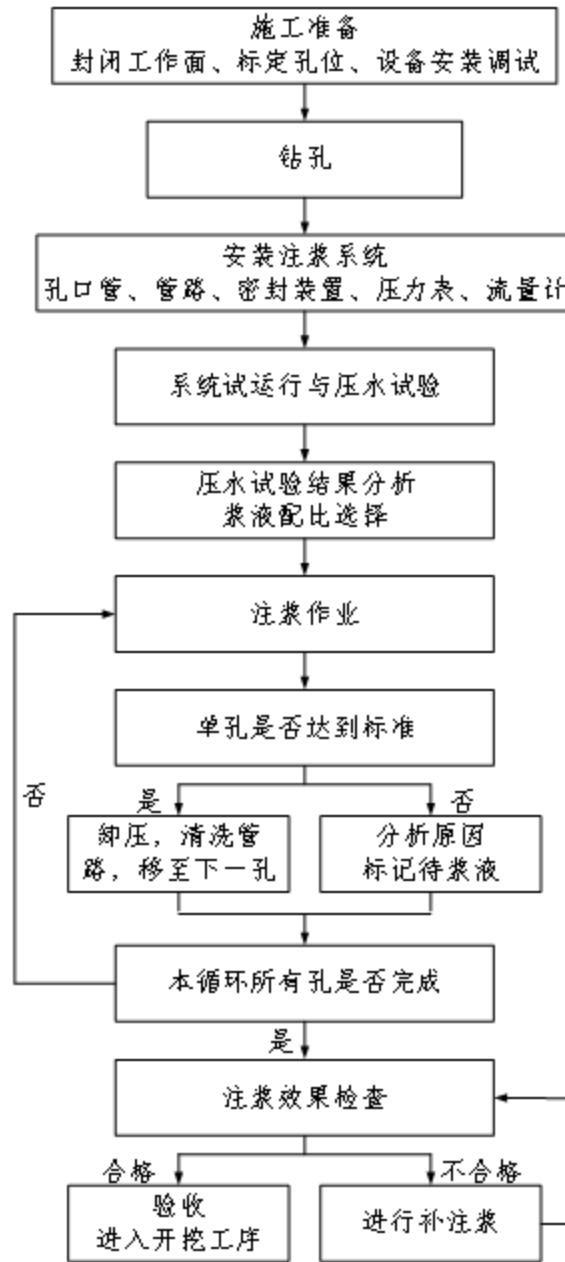 施工准备
封闭工作面、标定孔位、设备安装调试
钻孔
安装注浆系统
孔口管、管路、密封装置、压力表、流量计
系统试运行与压水试验
压水试验结果分析
浆液配比选择
注浆作业
单孔是否达到标准
否
是
否
卸压，清洗管
路，移至下一孔
分析原因
标记待浆液
本循环所有孔是否完成
是
注浆效果检查
合格
不合格
验收
进入开挖工序
进行补注浆